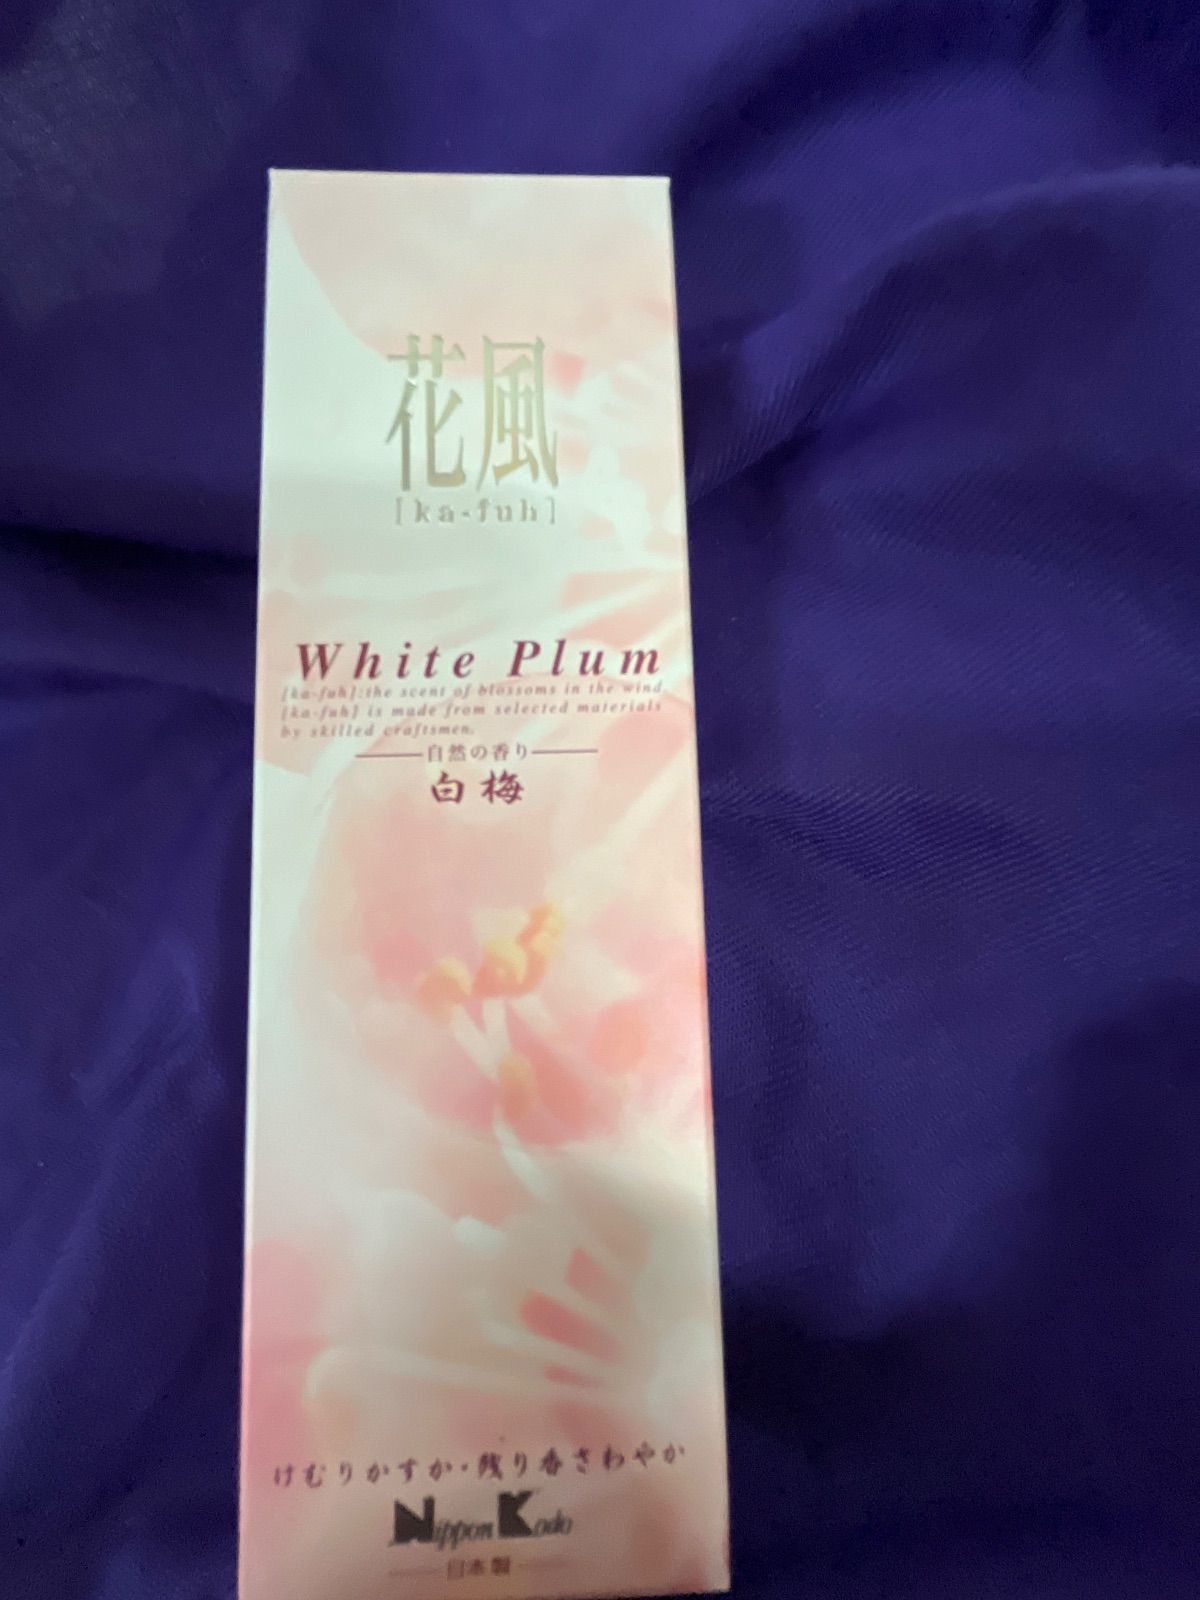 花風
[ka-fuh]
White Plum
[ka-fuh]:the scent of blossoms in the wind.
[ka-fuh] is made from selected materials
by skilled craftsmen.
自然の香り
白梅
けむりかすか・残り香さわやか
Nippon Kodo
日本製